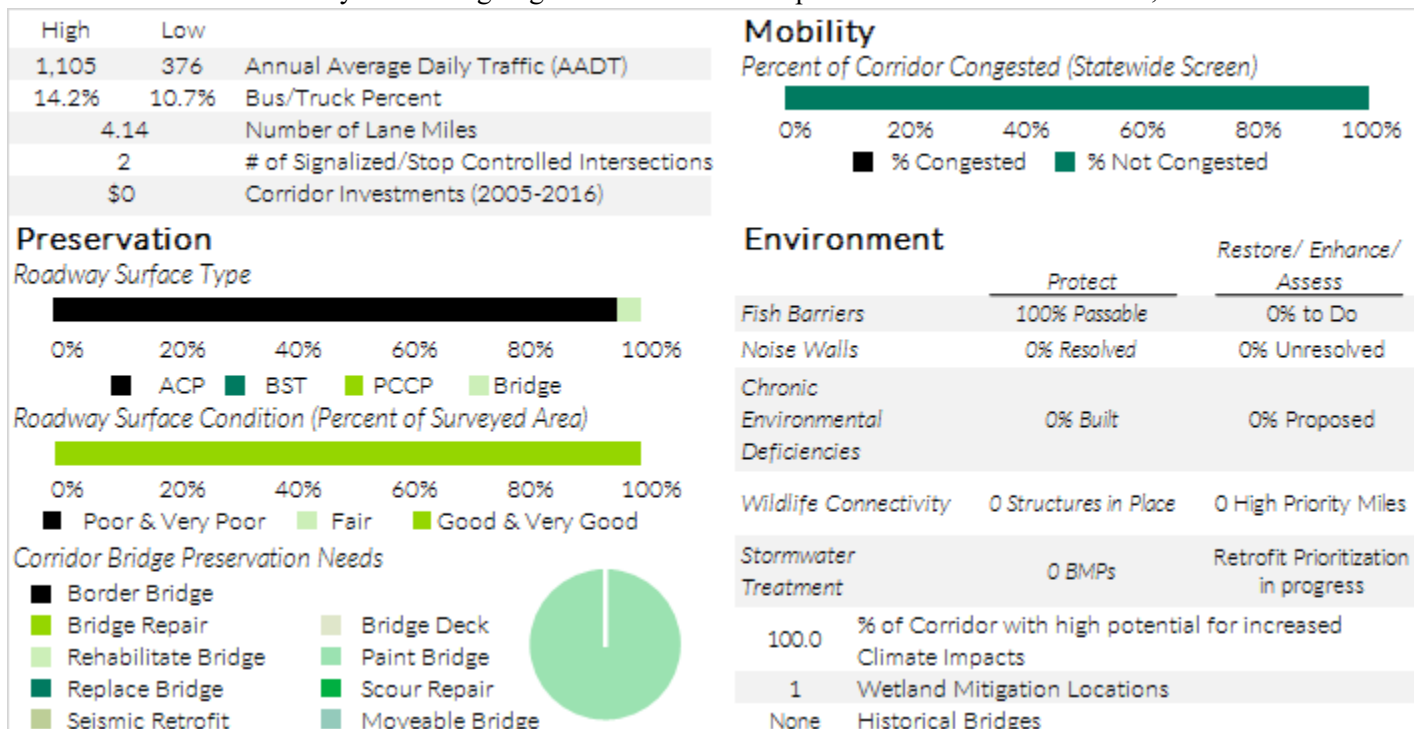 High Low
1,105 376 Annual Average Daily Traffic (AADT)
14.2% 10.7% Bus/Truck Percent
4.14 Number of Lane Miles
2 # of Signalized/Stop Controlled Intersections
$0 Corridor Investments (2005-2016)
Preservation
Roadway Surface Type
0% 20% 40% 60% 80% 100%
ACP BST PCCP Bridge
Roadway Surface Condition (Percent of Surveyed Area)
0% 20% 40% 60% 80% 100%
Poor & Very Poor Fair Good & Very Good
Corridor Bridge Preservation Needs
Border Bridge
Bridge Repair Bridge Deck
Rehabilitate Bridge Paint Bridge
Replace Bridge Scour Repair
Seismic Retrofit Moveable Bridge
Mobility
Percent of Corridor Congested (Statewide Screen)
0% 20% 40% 60% 80% 100%
% Congested % Not Congested
Environment
Restore/ Enhance/
Protect Assess
Fish Barriers 100% Passable 0% to Do
Noise Walls 0% Resolved 0% Unresolved
Chronic
Environmental 0% Built 0% Proposed
Deficiencies
Wildlife Connectivity 0 Structures in Place 0 High Priority Miles
Stormwater Retrofit Prioritization
Treatment 0 BMPs in progress
100.0 % of Corridor with high potential for increased
Climate Impacts
1 Wetland Mitigation Locations
None Historical Bridges